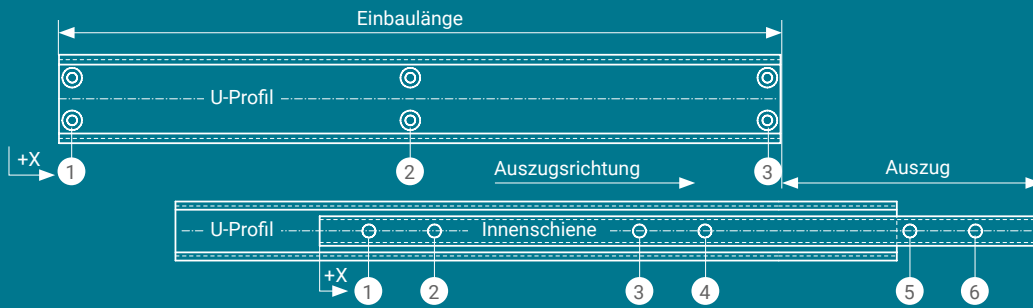 Einbaulänge
U-Profil
+X
1
2
3
Auszugsrichtung
Auszug
U-Profil
Innenschiene
+X
1
2
3
4
5
6